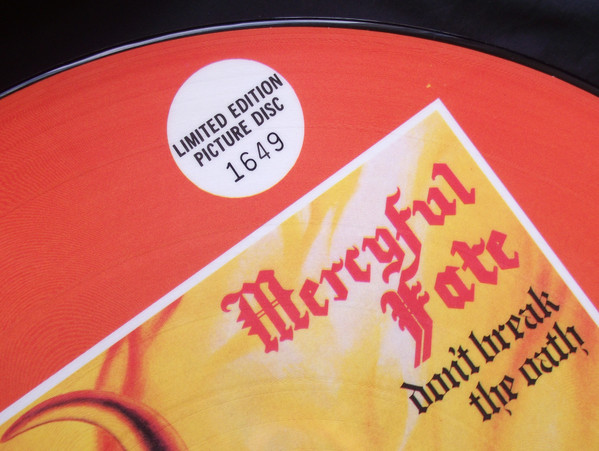 LIMITED EDITION
PICTURE DISC
1649
Mercyful
Fate
don't break
the oath